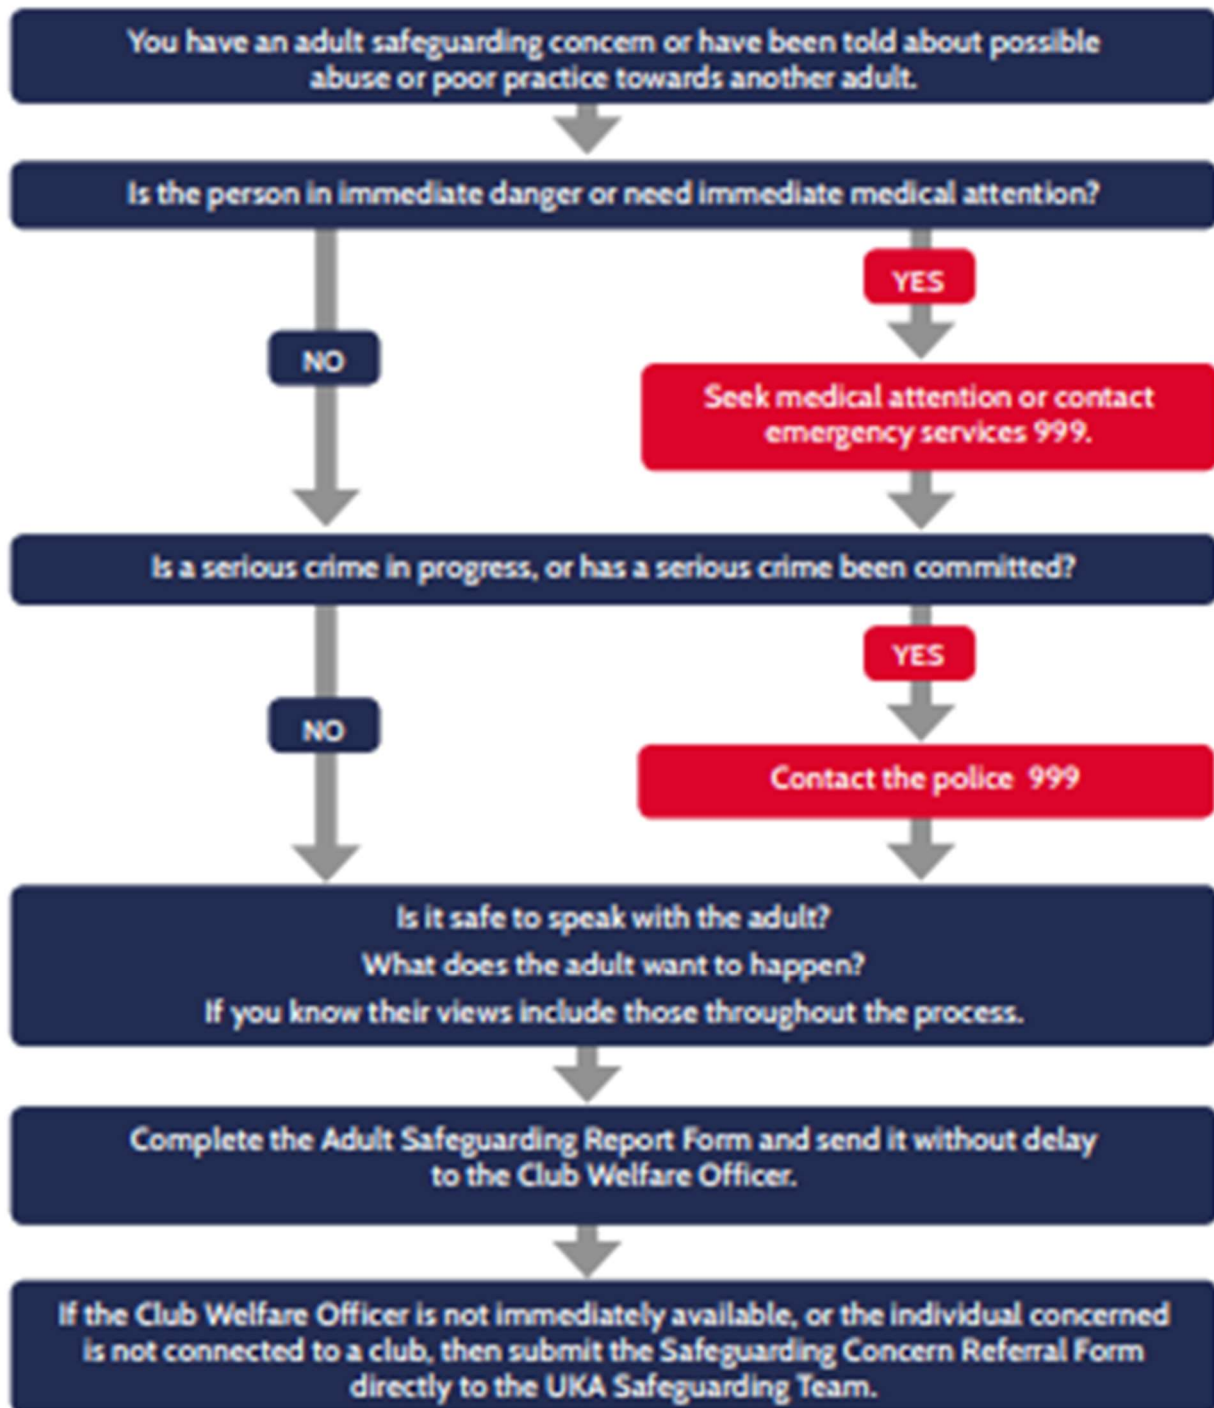 You have an adult safeguarding concern or have been told about possible
abuse or poor practice towards another adult.
Is the person in immediate danger or need immediate medical attention?
YES
NO
Seek medical attention or contact
emergency services 999.
Is a serious crime in progress, or has a serious crime been committed?
YES
NO
Contact the police 999
Is it safe to speak with the adult?
What does the adult want to happen?
If you know their views include those throughout the process.
Complete the Adult Safeguarding Report Form and send it without delay
to the Club Welfare Officer.
If the Club Welfare Officer is not immediately available, or the individual concerned
is not connected to a club, then submit the Safeguarding Concern Referral Form
directly to the UKA Safeguarding Team.